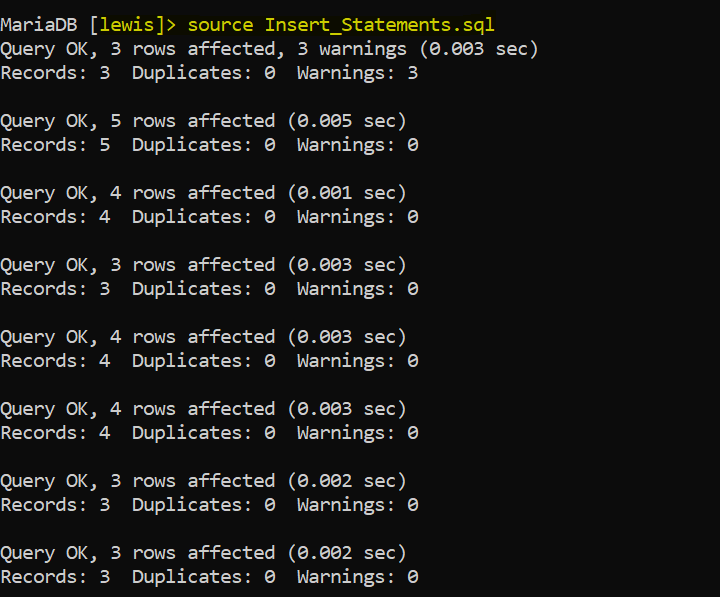 MariaDB [lewis]> source Insert_Statements.sql
Query OK, 3 rows affected, 3 warnings (0.003 sec)
Records: 3  Duplicates: 0  Warnings: 3

Query OK, 5 rows affected (0.005 sec)
Records: 5  Duplicates: 0  Warnings: 0

Query OK, 4 rows affected (0.001 sec)
Records: 4  Duplicates: 0  Warnings: 0

Query OK, 3 rows affected (0.003 sec)
Records: 3  Duplicates: 0  Warnings: 0

Query OK, 4 rows affected (0.003 sec)
Records: 4  Duplicates: 0  Warnings: 0

Query OK, 4 rows affected (0.003 sec)
Records: 4  Duplicates: 0  Warnings: 0

Query OK, 3 rows affected (0.002 sec)
Records: 3  Duplicates: 0  Warnings: 0

Query OK, 3 rows affected (0.002 sec)
Records: 3  Duplicates: 0  Warnings: 0